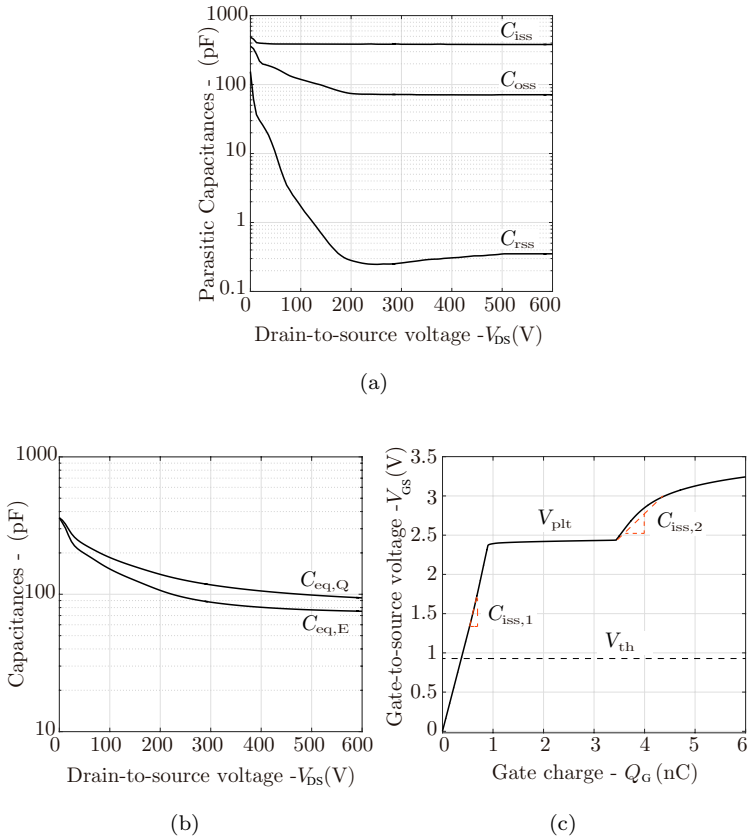 1000
100
10
1
0.1
Parasitic Capacitances - (pF)
C_iss
C_oss
C_rss
0 100 200 300 400 500 600
Drain-to-source voltage -V_DS(V)
(a)
1000
100
10
Capacitances - (pF)
C_eq,Q
C_eq,E
0 100 200 300 400 500 600
Drain-to-source voltage -V_DS(V)
(b)
3.5
3
2.5
2
1.5
1
0.5
0
Gate-to-source voltage -V_GS(V)
V_plt
C_iss,2
C_iss,1
V_th
0 1 2 3 4 5 6
Gate charge - Q_G (nC)
(c)